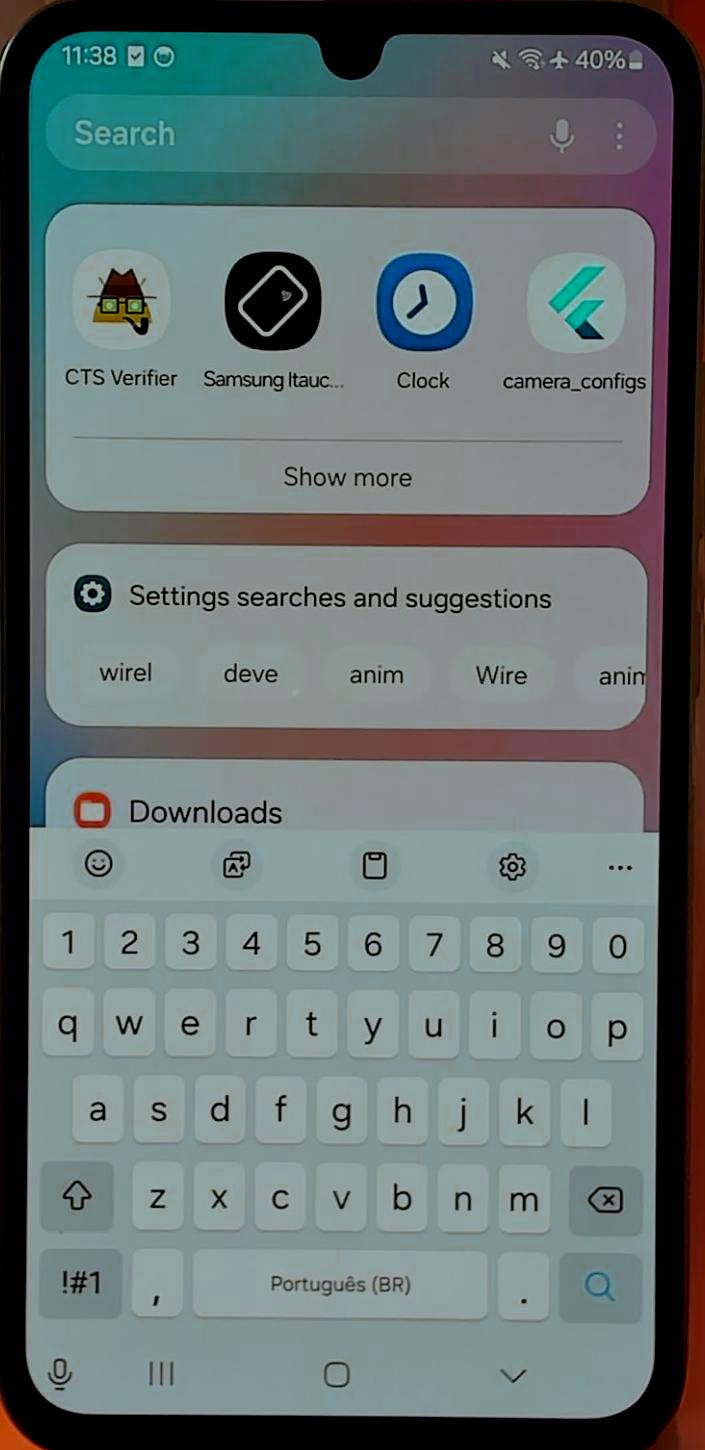 11:38 40%
Search
CTS Verifier Samsung Itauc... Clock camera_configs
Show more
Settings searches and suggestions
wirel deve anim Wire anim
Downloads
1 2 3 4 5 6 7 8 9 0
q w e r t y u i o p
a s d f g h j k l
z x c v b n m
!#1 , Português (BR) .